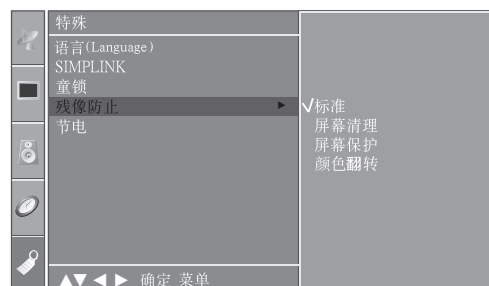 特殊
语言(Language)
SIMPLINK
童锁
残像防止 ▶
节电
▲▼◀▶ 确定 菜单
√标准
屏幕清理
屏幕保护
颜色翻转